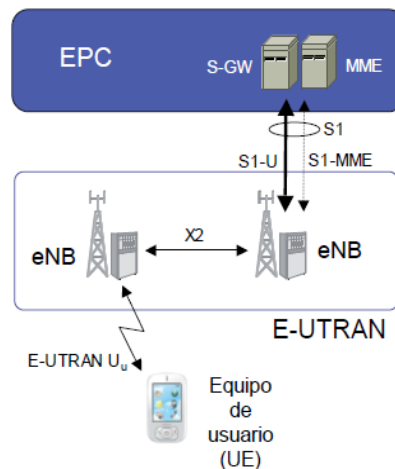 EPC
S-GW
MME
S1
S1-U
S1-MME
eNB
X2
eNB
E-UTRAN
E-UTRAN Uu
Equipo
de
usuario
(UE)